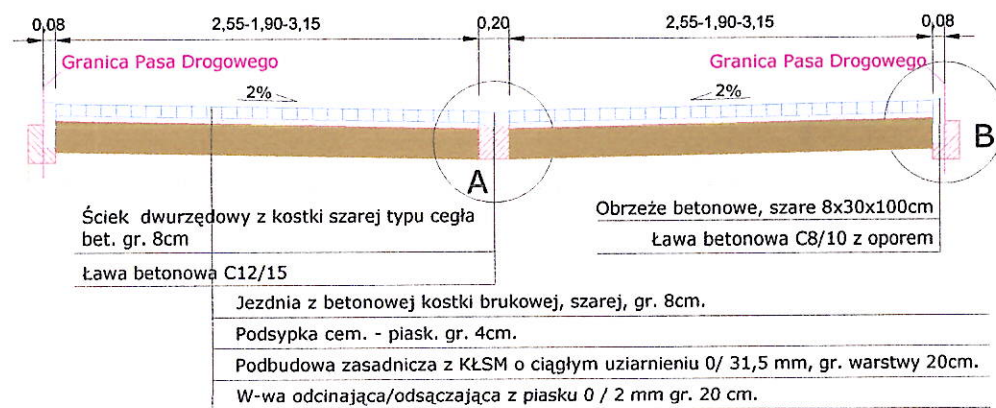 0,08 2,55-1,90-3,15 0,20 2,55-1,90-3,15 0,08
Granica Pasa Drogowego Granica Pasa Drogowego
2% 2%
A B
Ściek dwurzędowy z kostki szarej typu cegła
bet. gr. 8cm
Ława betonowa C12/15
Obrzeże betonowe, szare 8x30x100cm
Ława betonowa C8/10 z oporem
Jezdnia z betonowej kostki brukowej, szarej, gr. 8cm.
Podsypka cem. - piask. gr. 4cm.
Podbudowa zasadnicza z KŁSM o ciągłym uziarnieniu 0/ 31,5 mm, gr. warstwy 20cm.
W-wa odcinająca/odsączająca z piasku 0 / 2 mm gr. 20 cm.